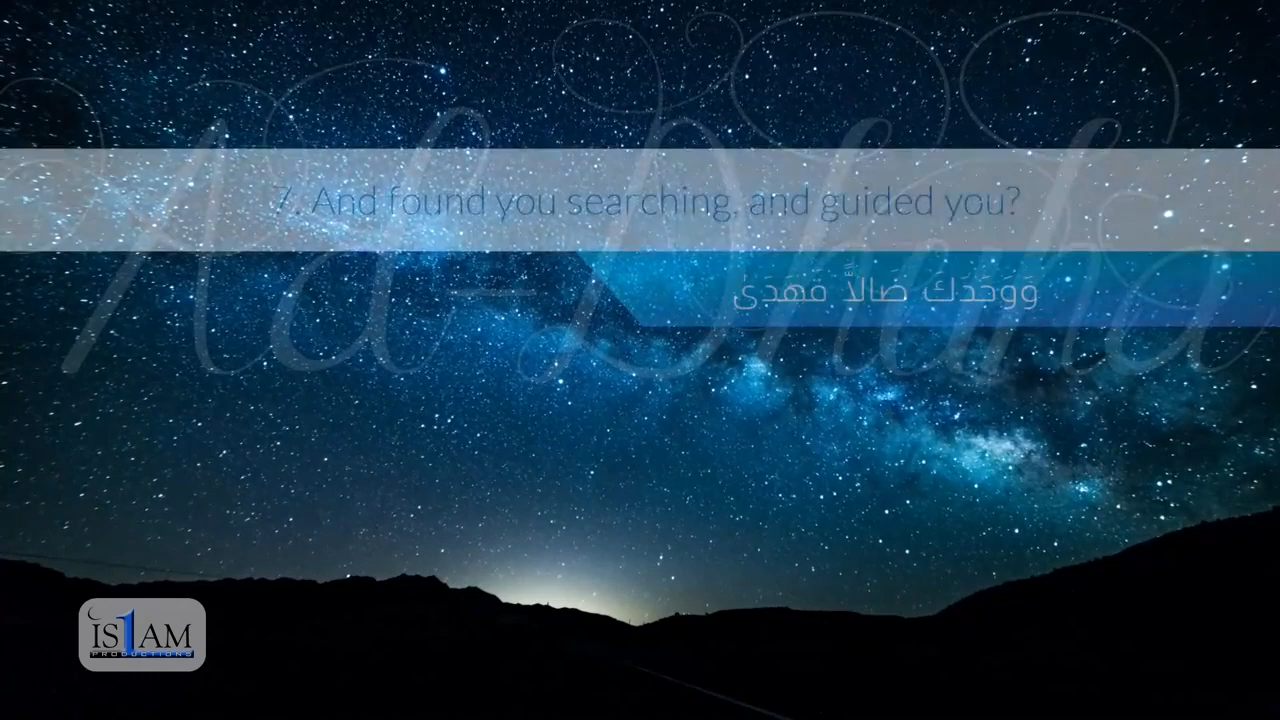 Ad-Dhuha
7. And found you searching, and guided you?
وَوَجَدَكَ ضَالًّا فَهَدَىٰ
IS1AM
PRODUCTIONS